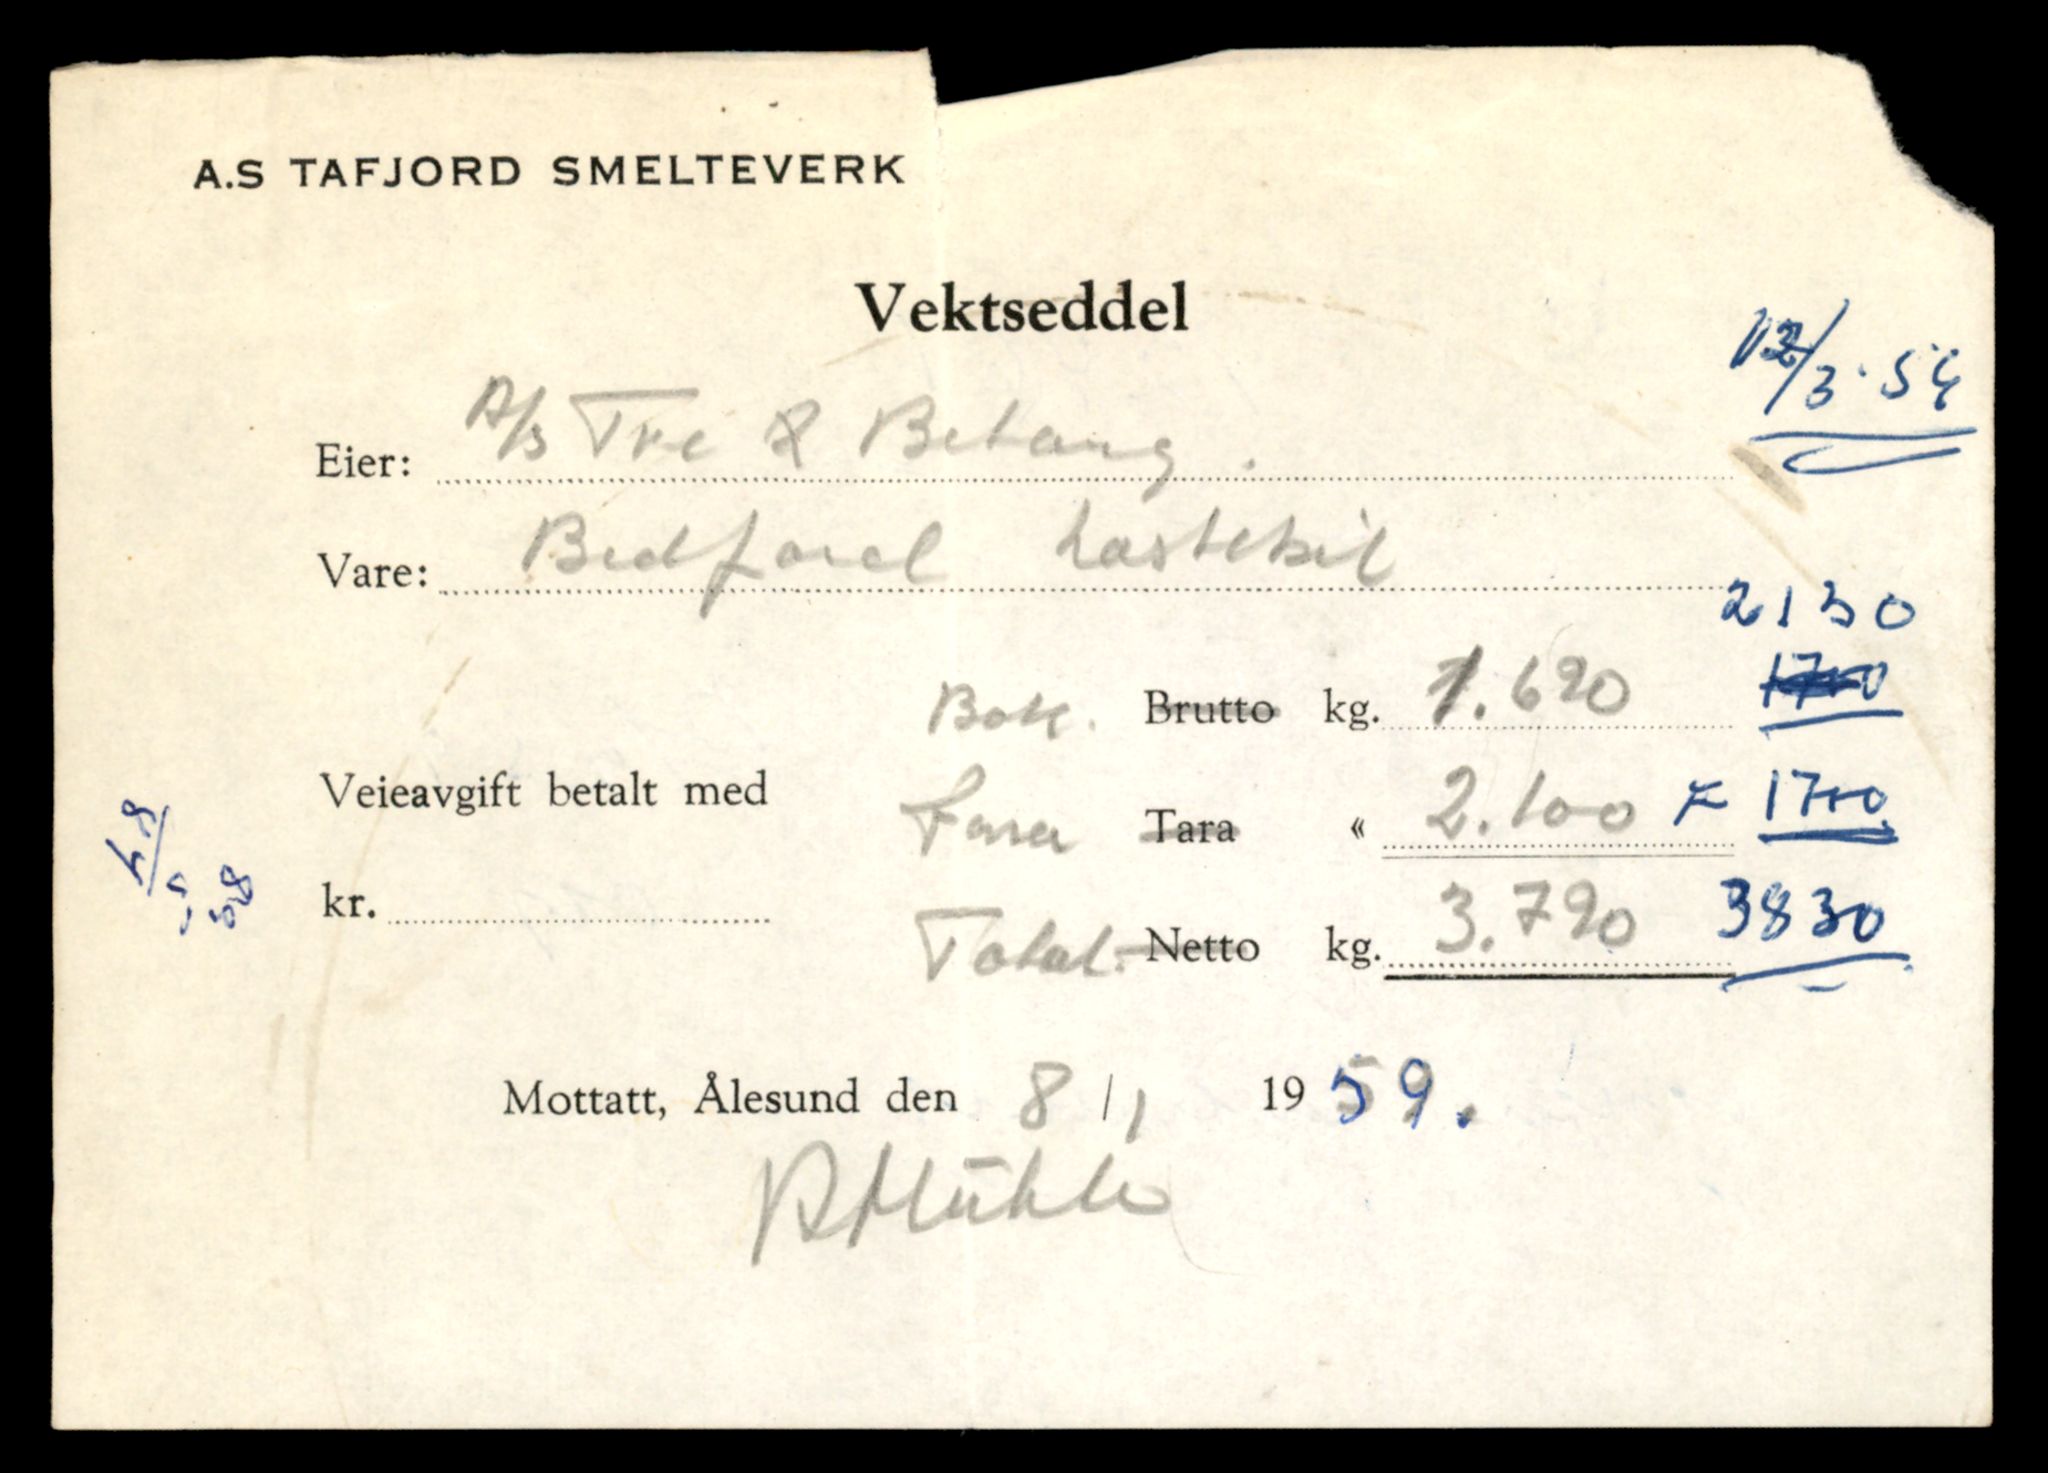 A.S TAFJORD SMELTEVERK
Vektseddel
12/3·54
Eier: A/s Tre & Betong.
Vare: Bedford Lastebil
2130
Bak. Brutto kg. 1.690 1700
Veieavgift betalt med
Foran Tara « 2.100 1700
kr.
Total. Netto kg. 3.790 3830
Mottatt, Ålesund den 8/1 1959.